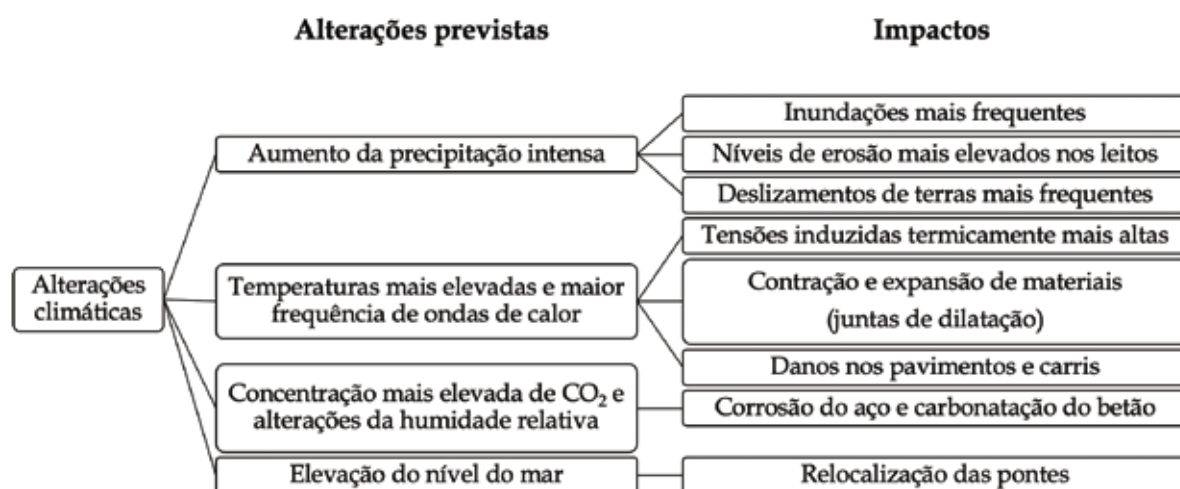 Alterações previstas
Impactos
Inundações mais frequentes
Aumento da precipitação intensa
Níveis de erosão mais elevados nos leitos
Deslizamentos de terras mais frequentes
Tensões induzidas termicamente mais altas
Alterações
climáticas
Temperaturas mais elevadas e maior
frequência de ondas de calor
Contração e expansão de materiais
(juntas de dilatação)
Danos nos pavimentos e carris
Concentração mais elevada de CO₂ e
alterações da humidade relativa
Corrosão do aço e carbonatação do betão
Elevação do nível do mar
Relocalização das pontes